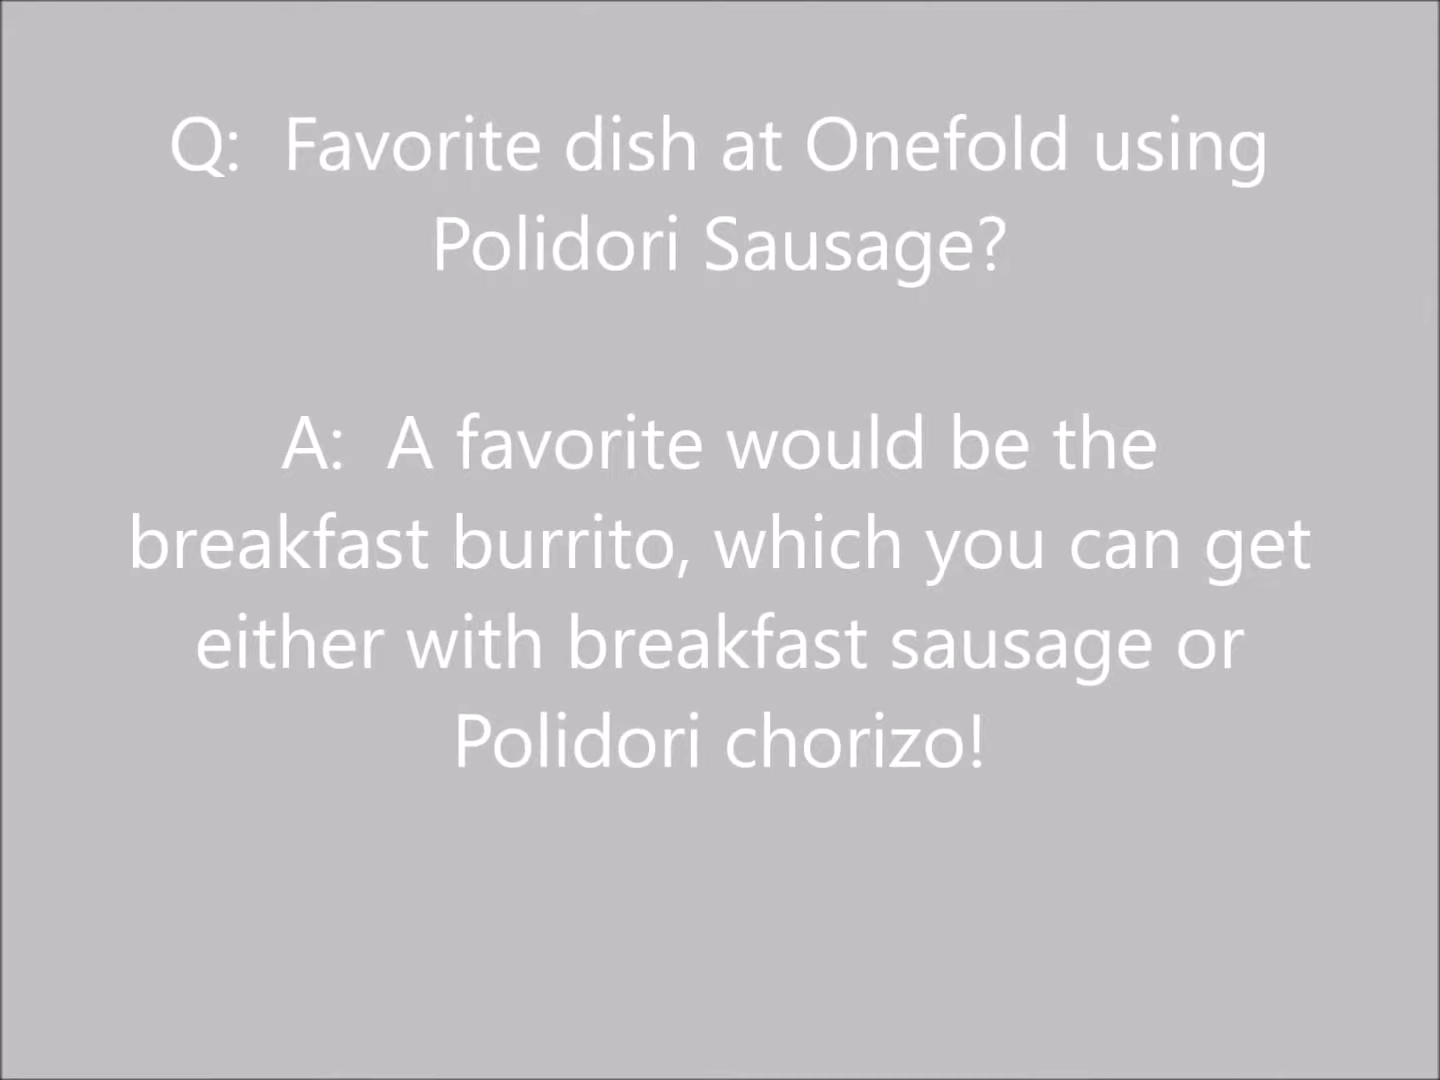 Q:  Favorite dish at Onefold using
Polidori Sausage?
A:  A favorite would be the
breakfast burrito, which you can get
either with breakfast sausage or
Polidori chorizo!